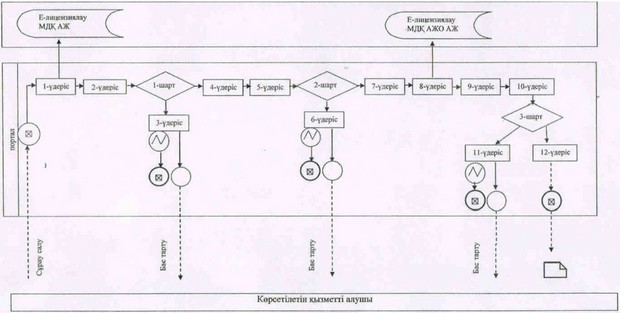 Е-лицензиялау
МДҚ АЖ
Е-лицензиялау
МДҚ АЖО АЖ
портал
1-үдеріс
2-үдеріс
1-шарт
4-үдеріс
5-үдеріс
2-шарт
7-үдеріс
8-үдеріс
9-үдеріс
10-үдеріс
3-үдеріс
6-үдеріс
3-шарт
11-үдеріс
12-үдеріс
Сұрау салу
Бас тарту
Бас тарту
Бас тарту
Көрсетілетін қызметті алушы